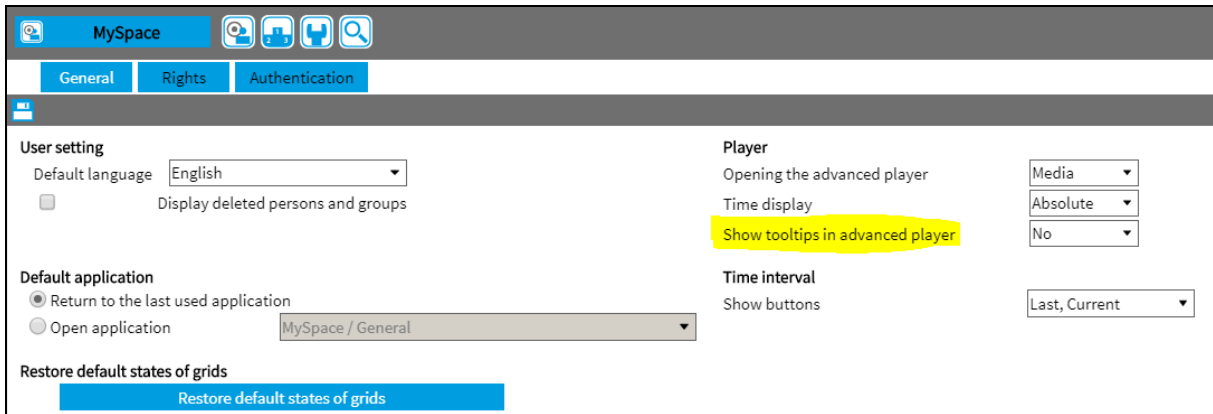 MySpace
General Rights Authentication
User setting
Default language English
Display deleted persons and groups
Default application
Return to the last used application
Open application MySpace / General
Restore default states of grids
Restore default states of grids
Player
Opening the advanced player Media
Time display Absolute
Show tooltips in advanced player No
Time interval
Show buttons Last, Current